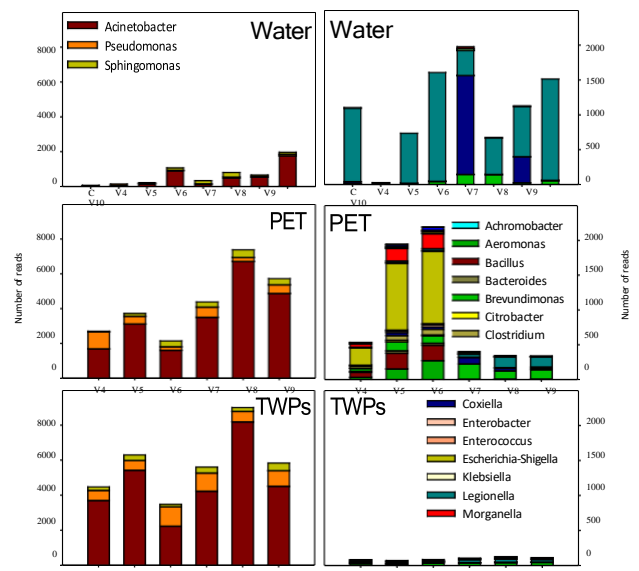 Water
Acinetobacter
Pseudomonas
Sphingomonas
8000
6000
4000
2000
0
C V4 V5 V6 V7 V8 V9
V10
Water
2000
1500
1000
500
0
C V4 V5 V6 V7 V8 V9
V10
PET
8000
6000
4000
2000
0
Number of reads
V4 V5 V6 V7 V8 V9
PET
Achromobacter
Aeromonas
Bacillus
Bacteroides
Brevundimonas
Citrobacter
Clostridium
2000
1500
1000
500
0
Number of reads
V4 V5 V6 V7 V8 V9
TWPs
8000
6000
4000
2000
0
TWPs
Coxiella
Enterobacter
Enterococcus
Escherichia-Shigella
Klebsiella
Legionella
Morganella
2000
1500
1000
500
0